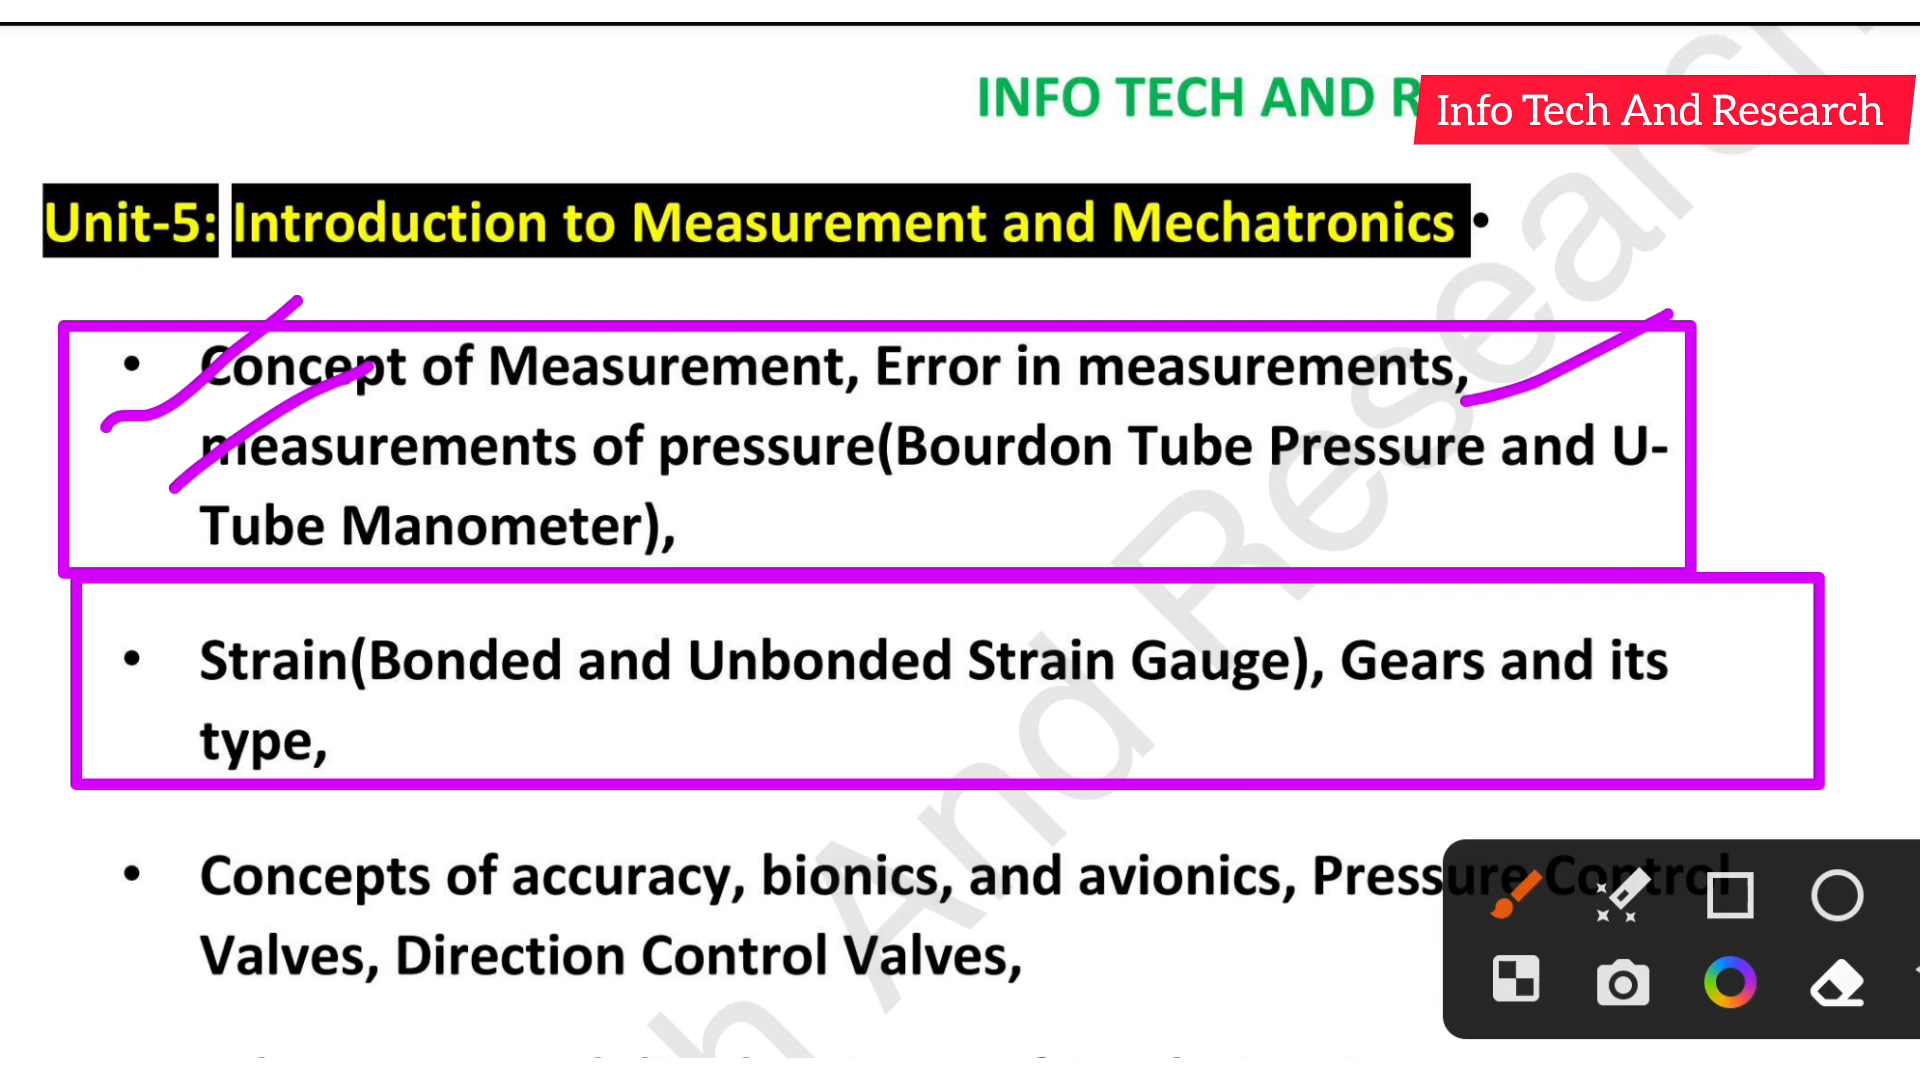 INFO TECH AND R
Info Tech And Research
Unit-5: Introduction to Measurement and Mechatronics •
• Concept of Measurement, Error in measurements,
measurements of pressure(Bourdon Tube Pressure and U-
Tube Manometer),
• Strain(Bonded and Unbonded Strain Gauge), Gears and its
type,
• Concepts of accuracy, bionics, and avionics, Pressure Control
Valves, Direction Control Valves,
h And Research